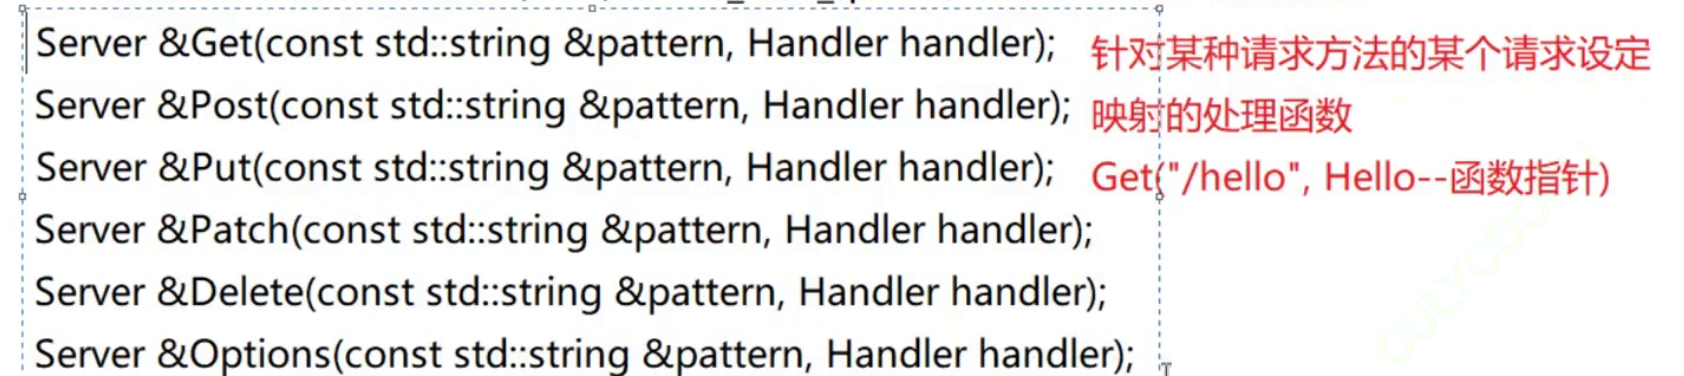 Server &Get(const std::string &pattern, Handler handler); 针对某种请求方法的某个请求设定
Server &Post(const std::string &pattern, Handler handler); 映射的处理函数
Server &Put(const std::string &pattern, Handler handler); Get("/hello", Hello--函数指针)
Server &Patch(const std::string &pattern, Handler handler);
Server &Delete(const std::string &pattern, Handler handler);
Server &Options(const std::string &pattern, Handler handler);